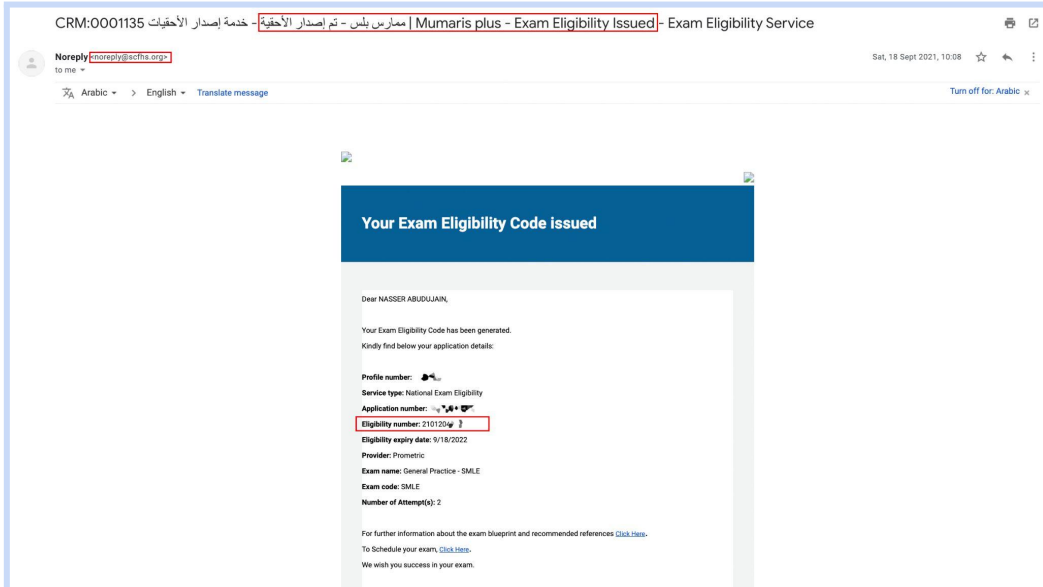 CRM:0001135 ممارس بلس - تم إصدار الأحقية - خدمة إصدار الأحقيات | Mumaris plus - Exam Eligibility Issued - Exam Eligibility Service
Noreply <noreply@scfhs.org>
Sat, 18 Sept 2021, 10:08
to me
Arabic > English Translate message
Turn off for: Arabic x
Your Exam Eligibility Code issued
Dear NASSER ABUDUJAIN,
Your Exam Eligibility Code has been generated.
Kindly find below your application details:
Profile number:
Service type: National Exam Eligibility
Application number:
Eligibility number: 2101204
Eligibility expiry date: 9/18/2022
Provider: Prometric
Exam name: General Practice - SMLE
Exam code: SMLE
Number of Attempt(s): 2
For further information about the exam blueprint and recommended references Click Here.
To Schedule your exam, Click Here.
We wish you success in your exam.